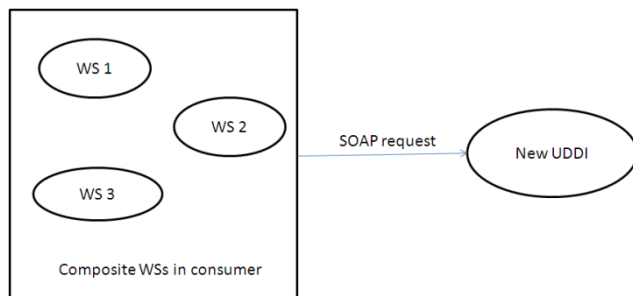 WS 1
WS 2
SOAP request
New UDDI
WS 3
Composite WSs in consumer